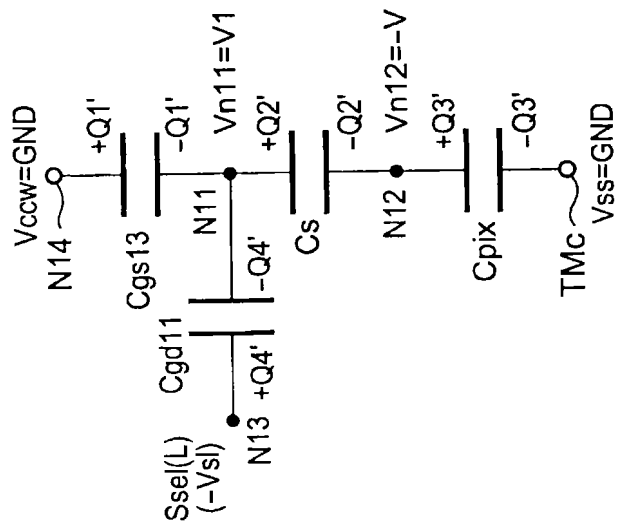 Vccw=GND
N14
+Q1'
Cgs13
-Q1'
Vn11=V1
N11
Ssel(L)
(-Vsl)
N13
+Q4'
Cgd11
-Q4'
+Q2'
Cs
-Q2'
Vn12=-V
N12
+Q3'
Cpix
-Q3'
TMc
Vss=GND